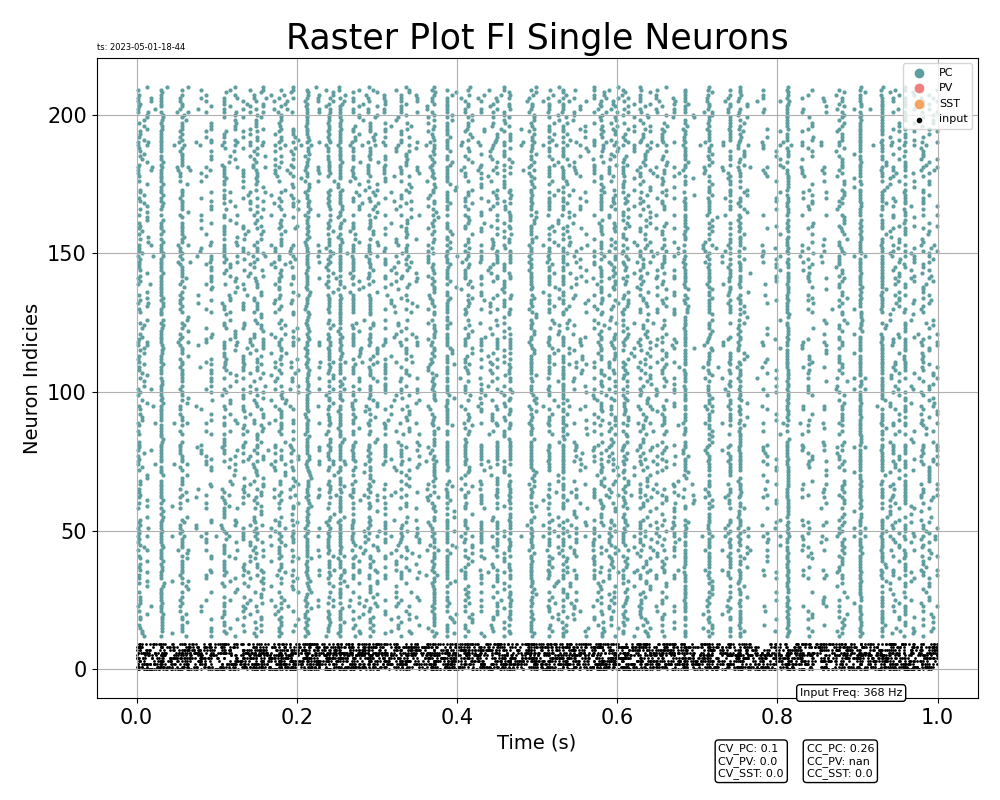 Raster Plot FI Single Neurons
ts: 2023-05-01-18-44
PC
PV
SST
input
200
150
100
50
0
Neuron Indicies
0.0 0.2 0.4 0.6 0.8 1.0
Time (s)
Input Freq: 368 Hz
CV_PC: 0.1
CV_PV: 0.0
CV_SST: 0.0
CC_PC: 0.26
CC_PV: nan
CC_SST: 0.0